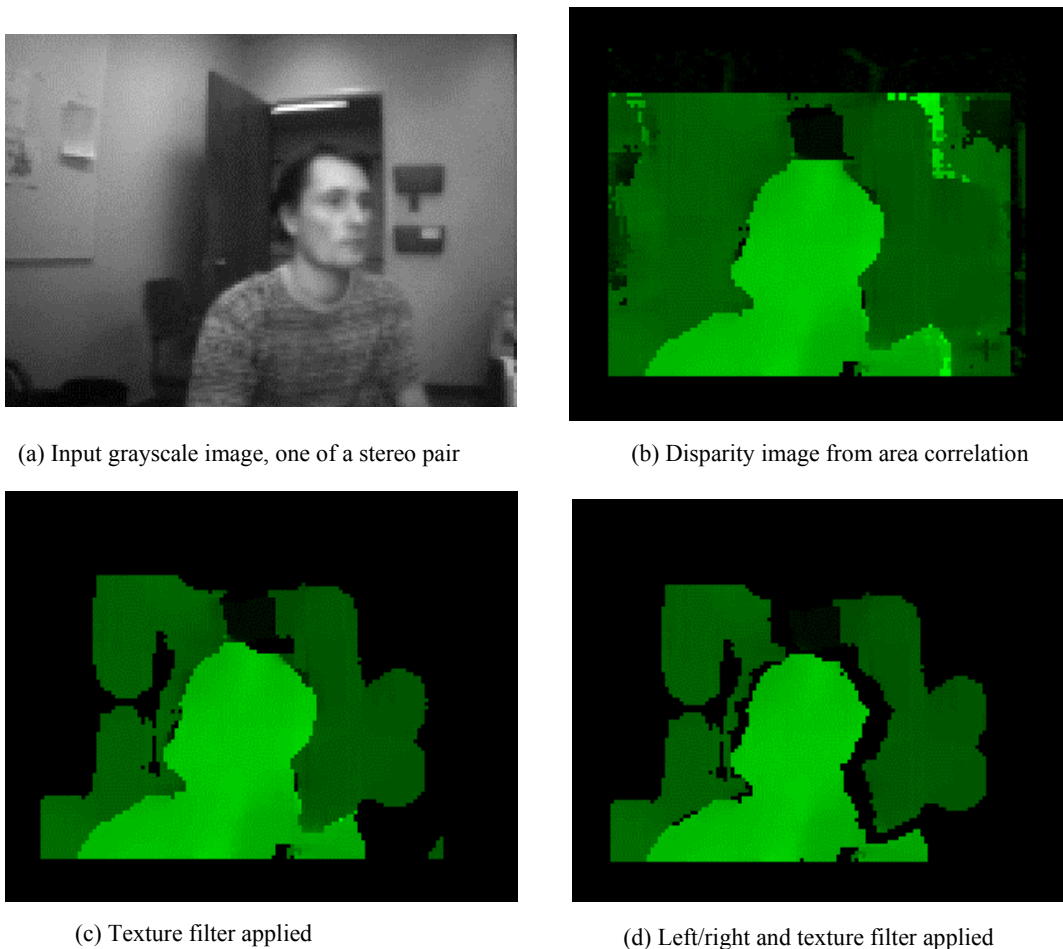 (a) Input grayscale image, one of a stereo pair
(b) Disparity image from area correlation
(c) Texture filter applied
(d) Left/right and texture filter applied